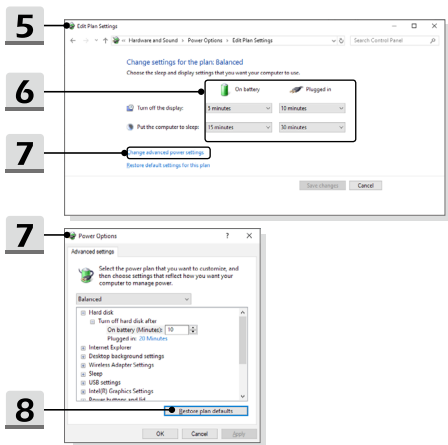 5
Edit Plan Settings
« Hardware and Sound › Power Options › Edit Plan Settings
Search Control Panel
Change settings for the plan: Balanced
Choose the sleep and display settings that you want your computer to use.
6
On battery
Plugged in
Turn off the display:
5 minutes
10 minutes
Put the computer to sleep:
15 minutes
30 minutes
7
Change advanced power settings
Restore default settings for this plan
Save changes
Cancel
7
Power Options
Advanced settings
Select the power plan that you want to customize, and
then choose settings that reflect how you want your
computer to manage power.
Balanced
Hard disk
Turn off hard disk after
On battery (Minutes): 10
Plugged in: 20 Minutes
Internet Explorer
Desktop background settings
Wireless Adapter Settings
Sleep
USB settings
Intel(R) Graphics Settings
Power buttons and lid
8
Restore plan defaults
OK
Cancel
Apply